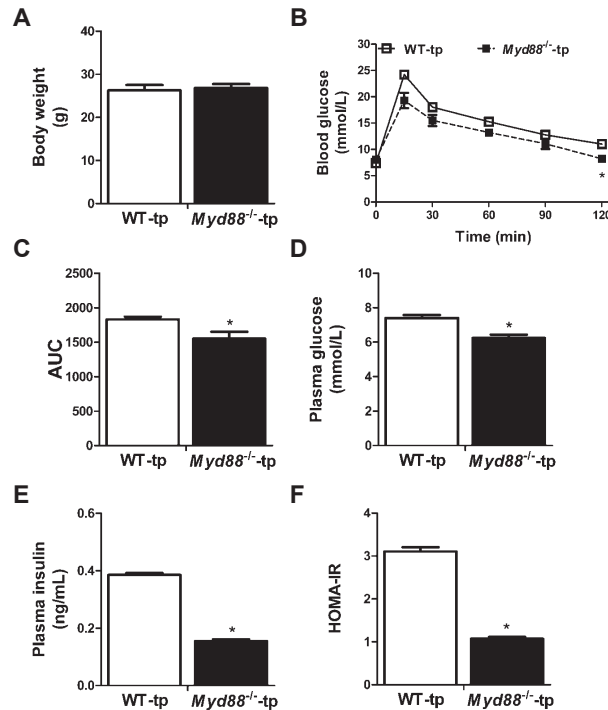 A
Body weight
(g)
40
30
20
10
0
WT-tp
Myd88-/--tp
B
WT-tp
Myd88-/--tp
Blood glucose
(mmol/L)
30
25
20
15
10
5
0
0
30
60
90
120
*
Time (min)
C
AUC
2500
2000
1500
1000
500
0
*
WT-tp
Myd88-/--tp
D
Plasma glucose
(mmol/L)
8
6
4
2
0
*
WT-tp
Myd88-/--tp
E
Plasma insulin
(ng/mL)
0.6
0.4
0.2
0.0
*
WT-tp
Myd88-/--tp
F
HOMA-IR
4
3
2
1
0
*
WT-tp
Myd88-/--tp